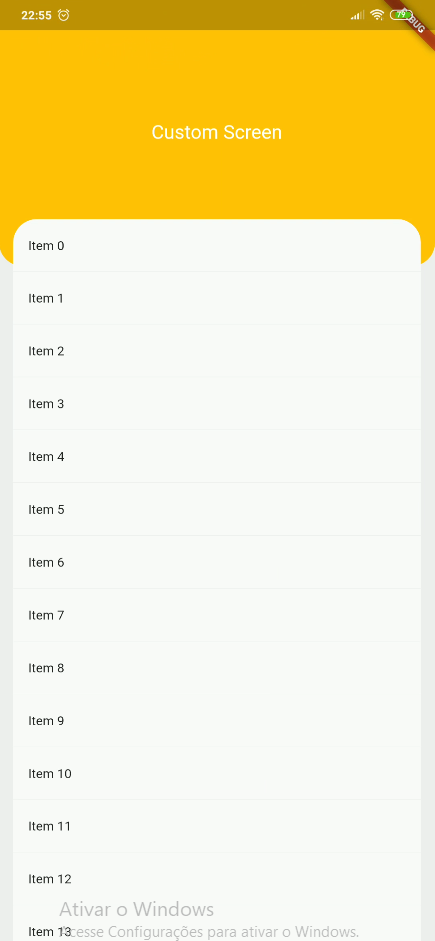 22:55
79
DEBUG
Custom Screen
Item 0
Item 1
Item 2
Item 3
Item 4
Item 5
Item 6
Item 7
Item 8
Item 9
Item 10
Item 11
Item 12
Ativar o Windows
Item 13
Acesse Configurações para ativar o Windows.